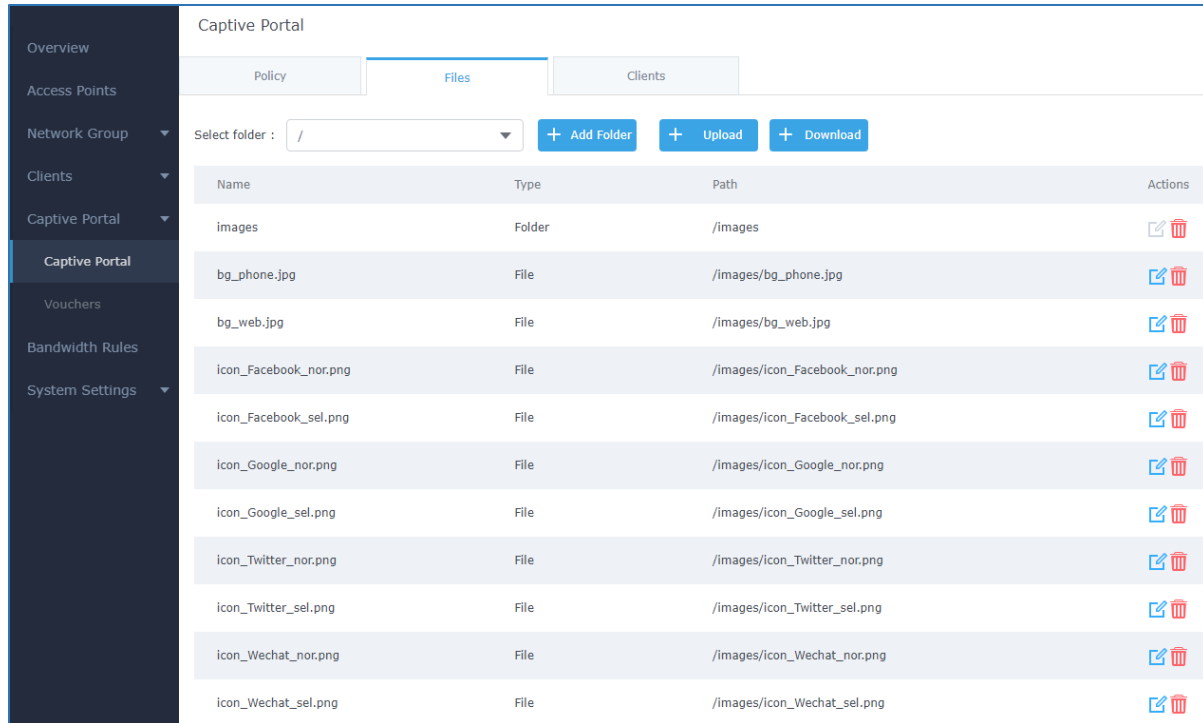 Captive Portal
Overview
Access Points
Network Group
Clients
Captive Portal
Captive Portal
Vouchers
Bandwidth Rules
System Settings
Policy Files Clients
Select folder : / + Add Folder + Upload + Download
Name Type Path Actions
images Folder /images
bg_phone.jpg File /images/bg_phone.jpg
bg_web.jpg File /images/bg_web.jpg
icon_Facebook_nor.png File /images/icon_Facebook_nor.png
icon_Facebook_sel.png File /images/icon_Facebook_sel.png
icon_Google_nor.png File /images/icon_Google_nor.png
icon_Google_sel.png File /images/icon_Google_sel.png
icon_Twitter_nor.png File /images/icon_Twitter_nor.png
icon_Twitter_sel.png File /images/icon_Twitter_sel.png
icon_Wechat_nor.png File /images/icon_Wechat_nor.png
icon_Wechat_sel.png File /images/icon_Wechat_sel.png